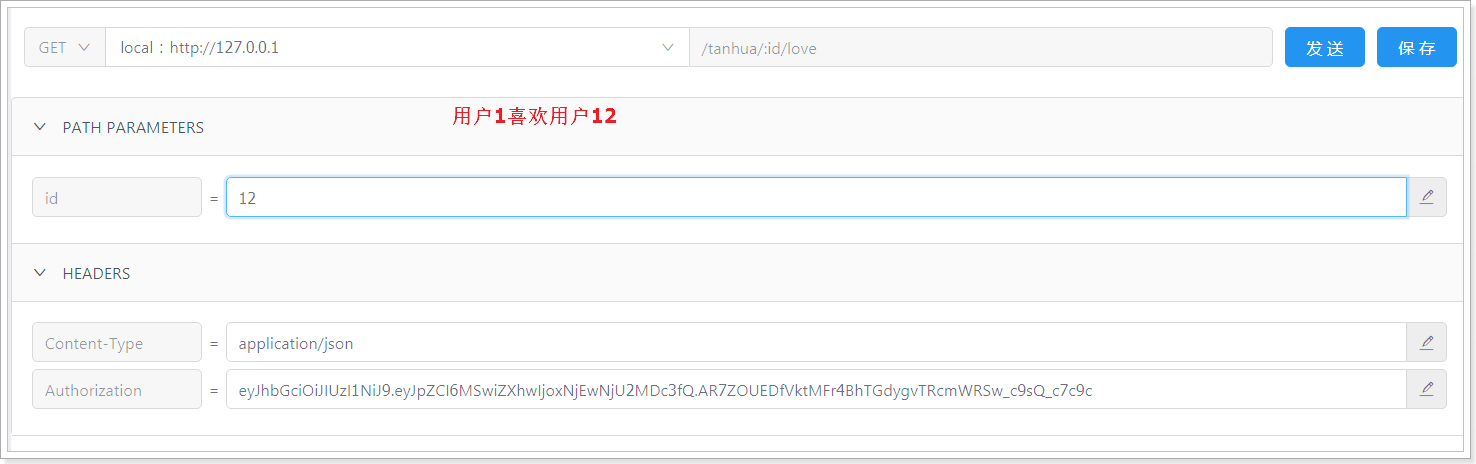 GET local : http://127.0.0.1 /tanhua/:id/love 发 送 保 存
用户1喜欢用户12
PATH PARAMETERS
id = 12
HEADERS
Content-Type = application/json
Authorization = eyJhbGciOiJIUzI1NiJ9.eyJpZCI6MSwiZXhwIjoxNjEwNjU2MDc3fQ.AR7ZOUEDfVktMFr4BhTGdygvTRcmWRSw_c9sQ_c7c9c